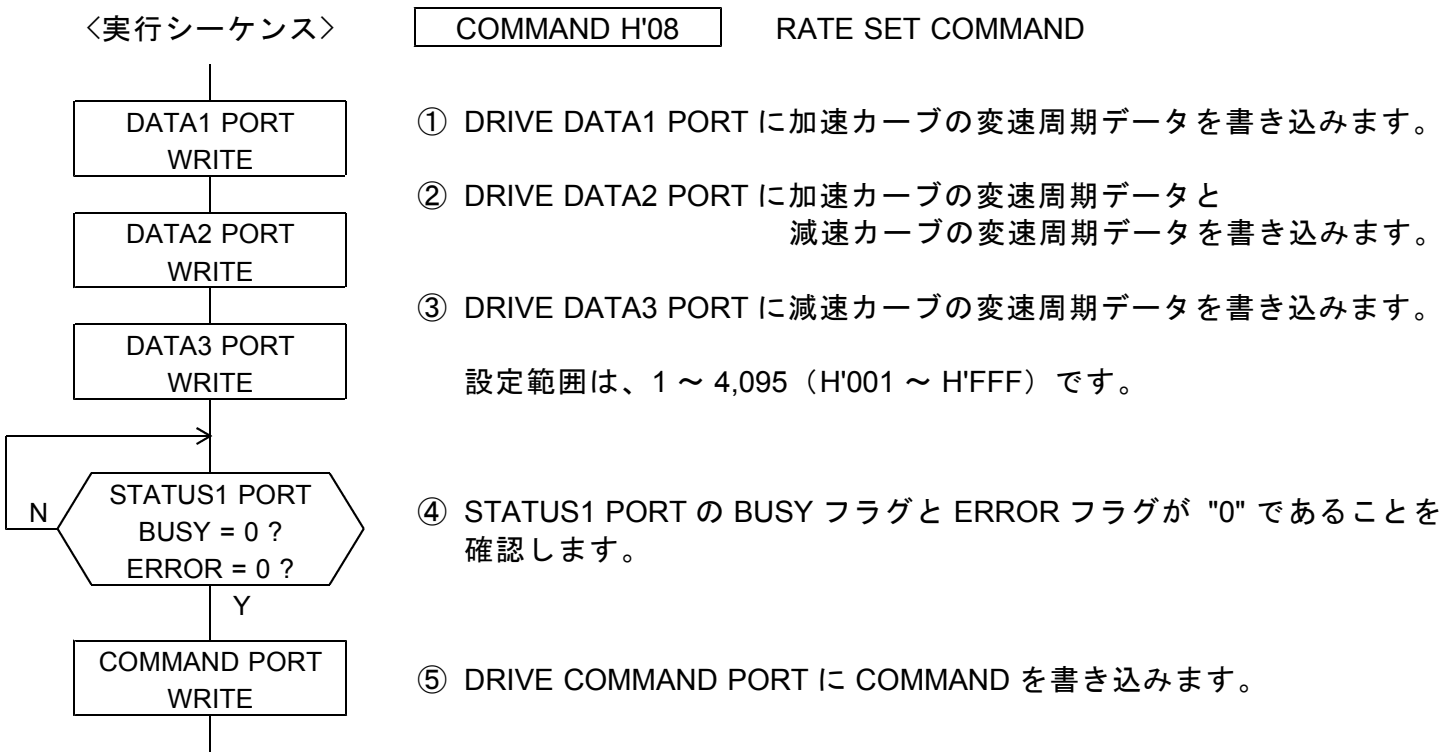 〈実行シーケンス〉 COMMAND H'08 RATE SET COMMAND
DATA1 PORT
WRITE
① DRIVE DATA1 PORT に加速カーブの変速周期データを書き込みます。
DATA2 PORT
WRITE
② DRIVE DATA2 PORT に加速カーブの変速周期データと
減速カーブの変速周期データを書き込みます。
DATA3 PORT
WRITE
③ DRIVE DATA3 PORT に減速カーブの変速周期データを書き込みます。
設定範囲は、1 ～ 4,095（H'001 ～ H'FFF）です。
N
STATUS1 PORT
BUSY = 0 ?
ERROR = 0 ?
Y
④ STATUS1 PORT の BUSY フラグと ERROR フラグが "0" であることを
確認します。
COMMAND PORT
WRITE
⑤ DRIVE COMMAND PORT に COMMAND を書き込みます。